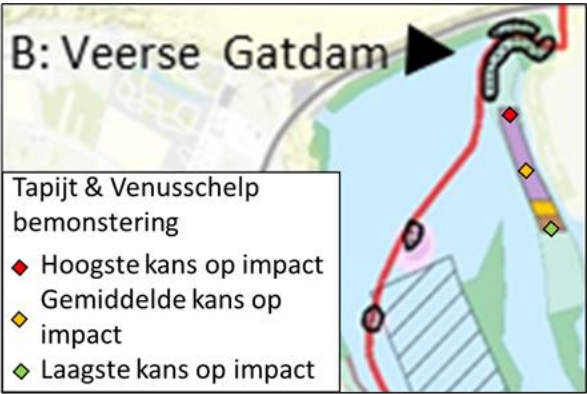 B: Veerse Gatdam
Tapijt & Venusschelp
bemonstering
Hoogste kans op impact
Gemiddelde kans op
impact
Laagste kans op impact